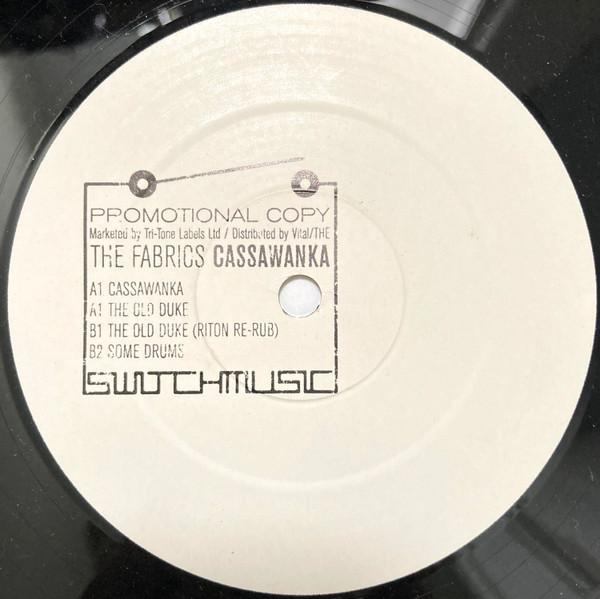 PROMOTIONAL COPY
Marketed by Tri-Tone Labels Ltd / Distributed by Vital/THE
THE FABRICS CASSAWANKA
A1 CASSAWANKA
A1 THE OLD DUKE
B1 THE OLD DUKE (RITON RE-RUB)
B2 SOME DRUMS
SWITCHMUSIC